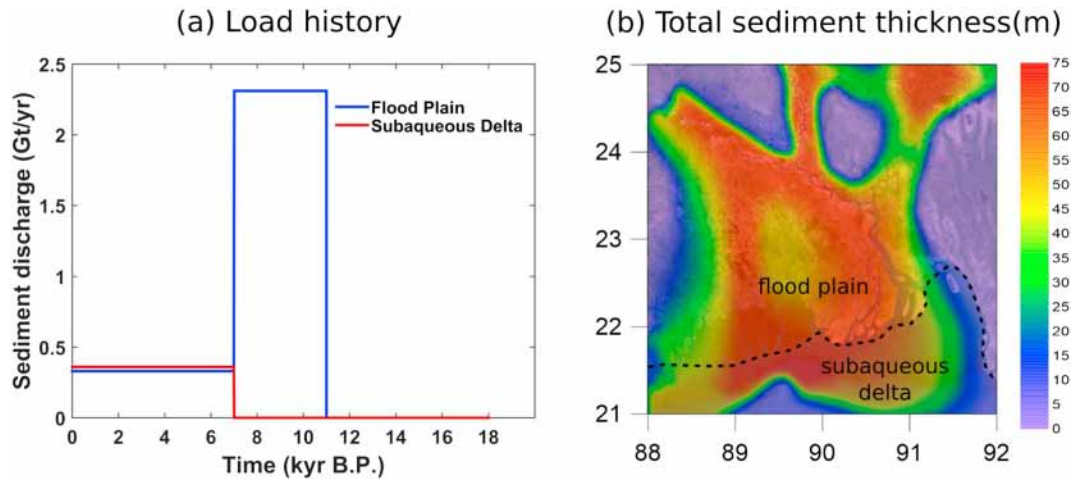 (a) Load history
2.5
2
1.5
1
0.5
0
Sediment discharge (Gt/yr)
Flood Plain
Subaqueous Delta
0 2 4 6 8 10 12 14 16 18
Time (kyr B.P.)
(b) Total sediment thickness(m)
25
24
23
22
21
flood plain
subaqueous
delta
88 89 90 91 92
75
70
65
60
55
50
45
40
35
30
25
20
15
10
5
0